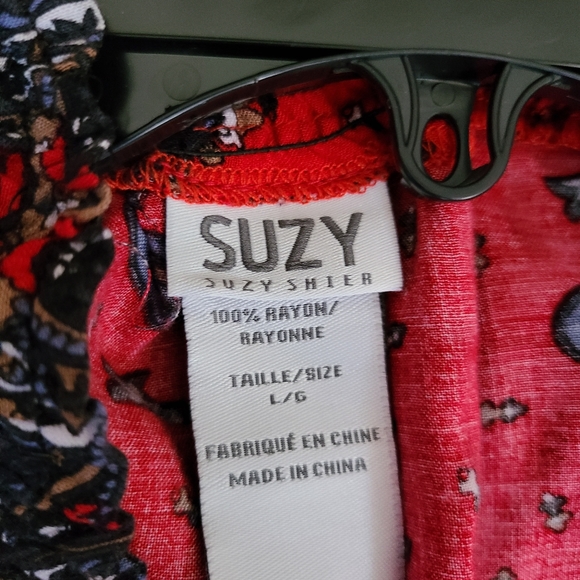 SUZY
SUZY SHIER
100% RAYON/
RAYONNE
TAILLE/SIZE
L/G
FABRIQUÉ EN CHINE
MADE IN CHINA